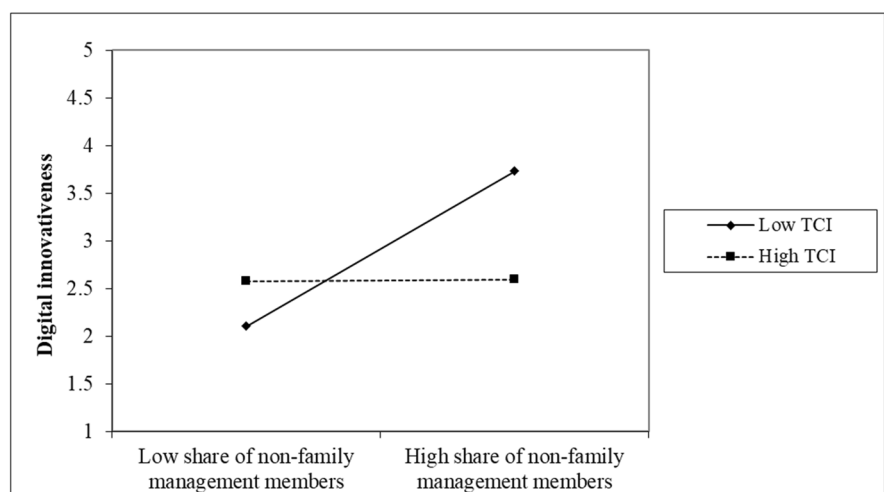 5
4.5
4
3.5
3
2.5
2
1.5
1
Digital innovativeness
Low share of non-family
management members
High share of non-family
management members
Low TCI
High TCI